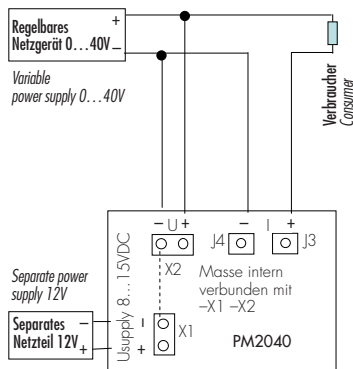 Regelbares
Netzgerät 0…40V
+
–
Variable
power supply 0…40V
Verbraucher
Consumer
– U +
– I +
J4
J3
X2
Usupply 8…15VDC
Masse intern
verbunden mit
–X1 –X2
Separate power
supply 12V
Separates
Netzteil 12V
–
+
–
+
X1
PM2040